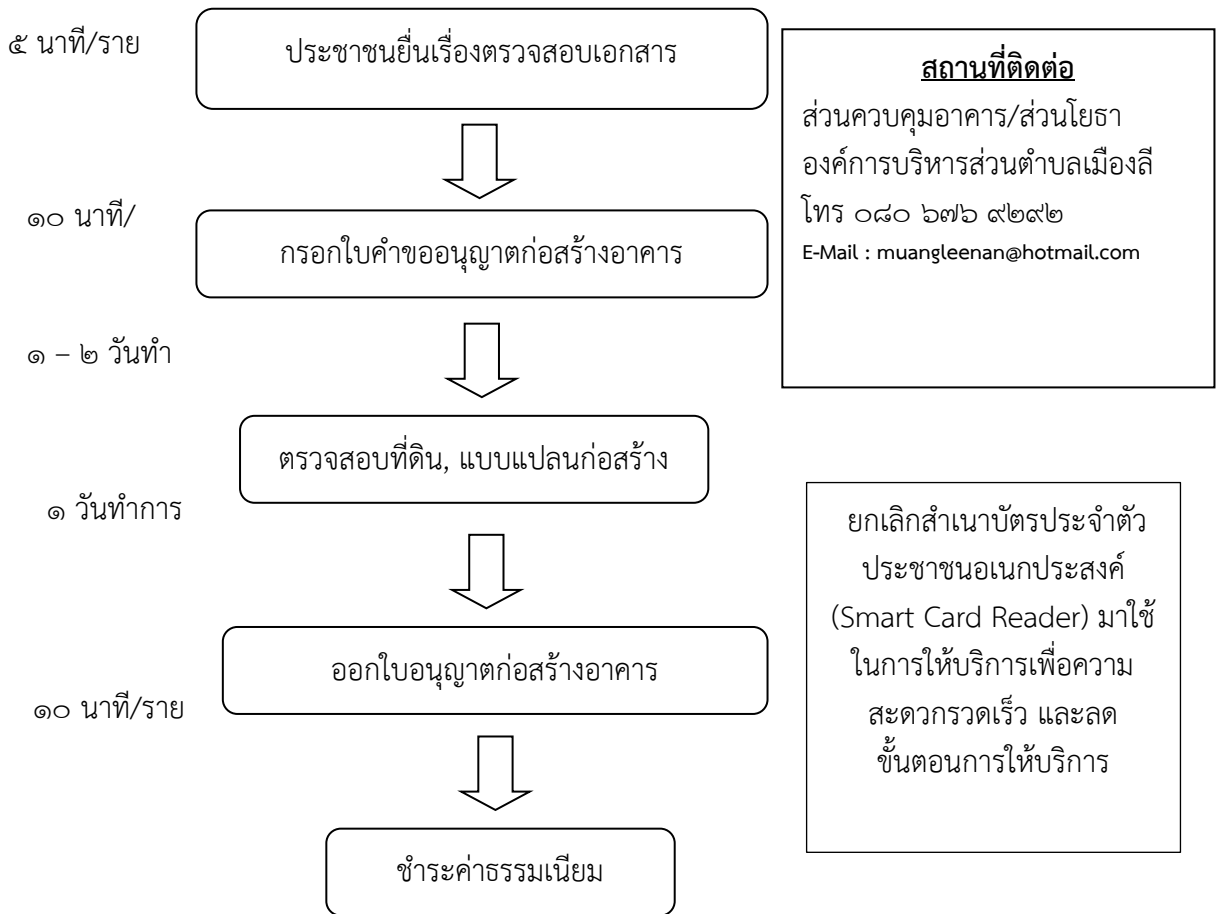 ๕ นาที/ราย
ประชาชนยื่นเรื่องตรวจสอบเอกสาร
๑๐ นาที/
กรอกใบคำขออนุญาตก่อสร้างอาคาร
๑ – ๒ วันทำ
ตรวจสอบที่ดิน, แบบแปลนก่อสร้าง
๑ วันทำการ
ออกใบอนุญาตก่อสร้างอาคาร
๑๐ นาที/ราย
ชำระค่าธรรมเนียม
สถานที่ติดต่อ
ส่วนควบคุมอาคาร/ส่วนโยธา
องค์การบริหารส่วนตำบลเมืองลี
โทร ๐๘๐ ๖๗๖ ๙๒๙๒
E-Mail : muangleenan@hotmail.com
ยกเลิกสำเนาบัตรประจำตัว
ประชาชนอเนกประสงค์
(Smart Card Reader) มาใช้
ในการให้บริการเพื่อความ
สะดวกรวดเร็ว และลด
ขั้นตอนการให้บริการ